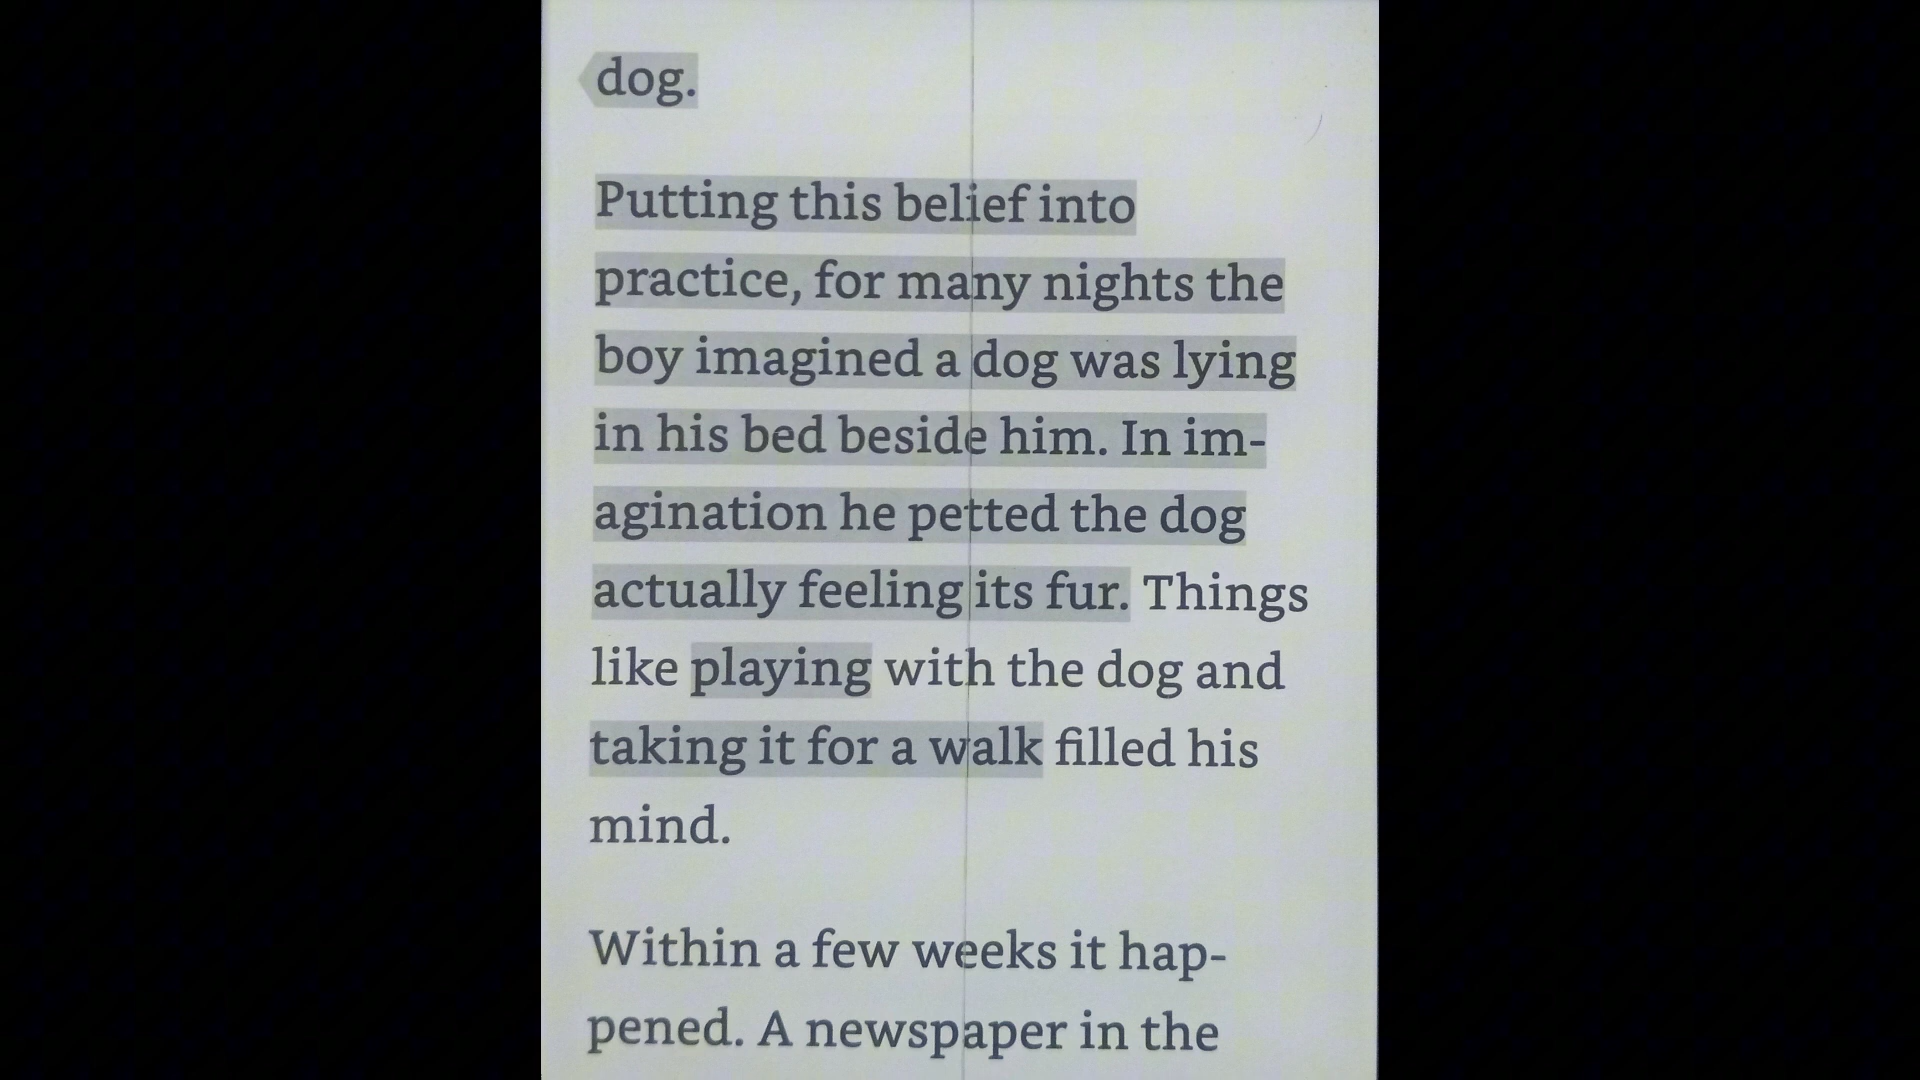 dog.
Putting this belief into
practice, for many nights the
boy imagined a dog was lying
in his bed beside him. In im-
agination he petted the dog
actually feeling its fur. Things
like playing with the dog and
taking it for a walk filled his
mind.
Within a few weeks it hap-
pened. A newspaper in the